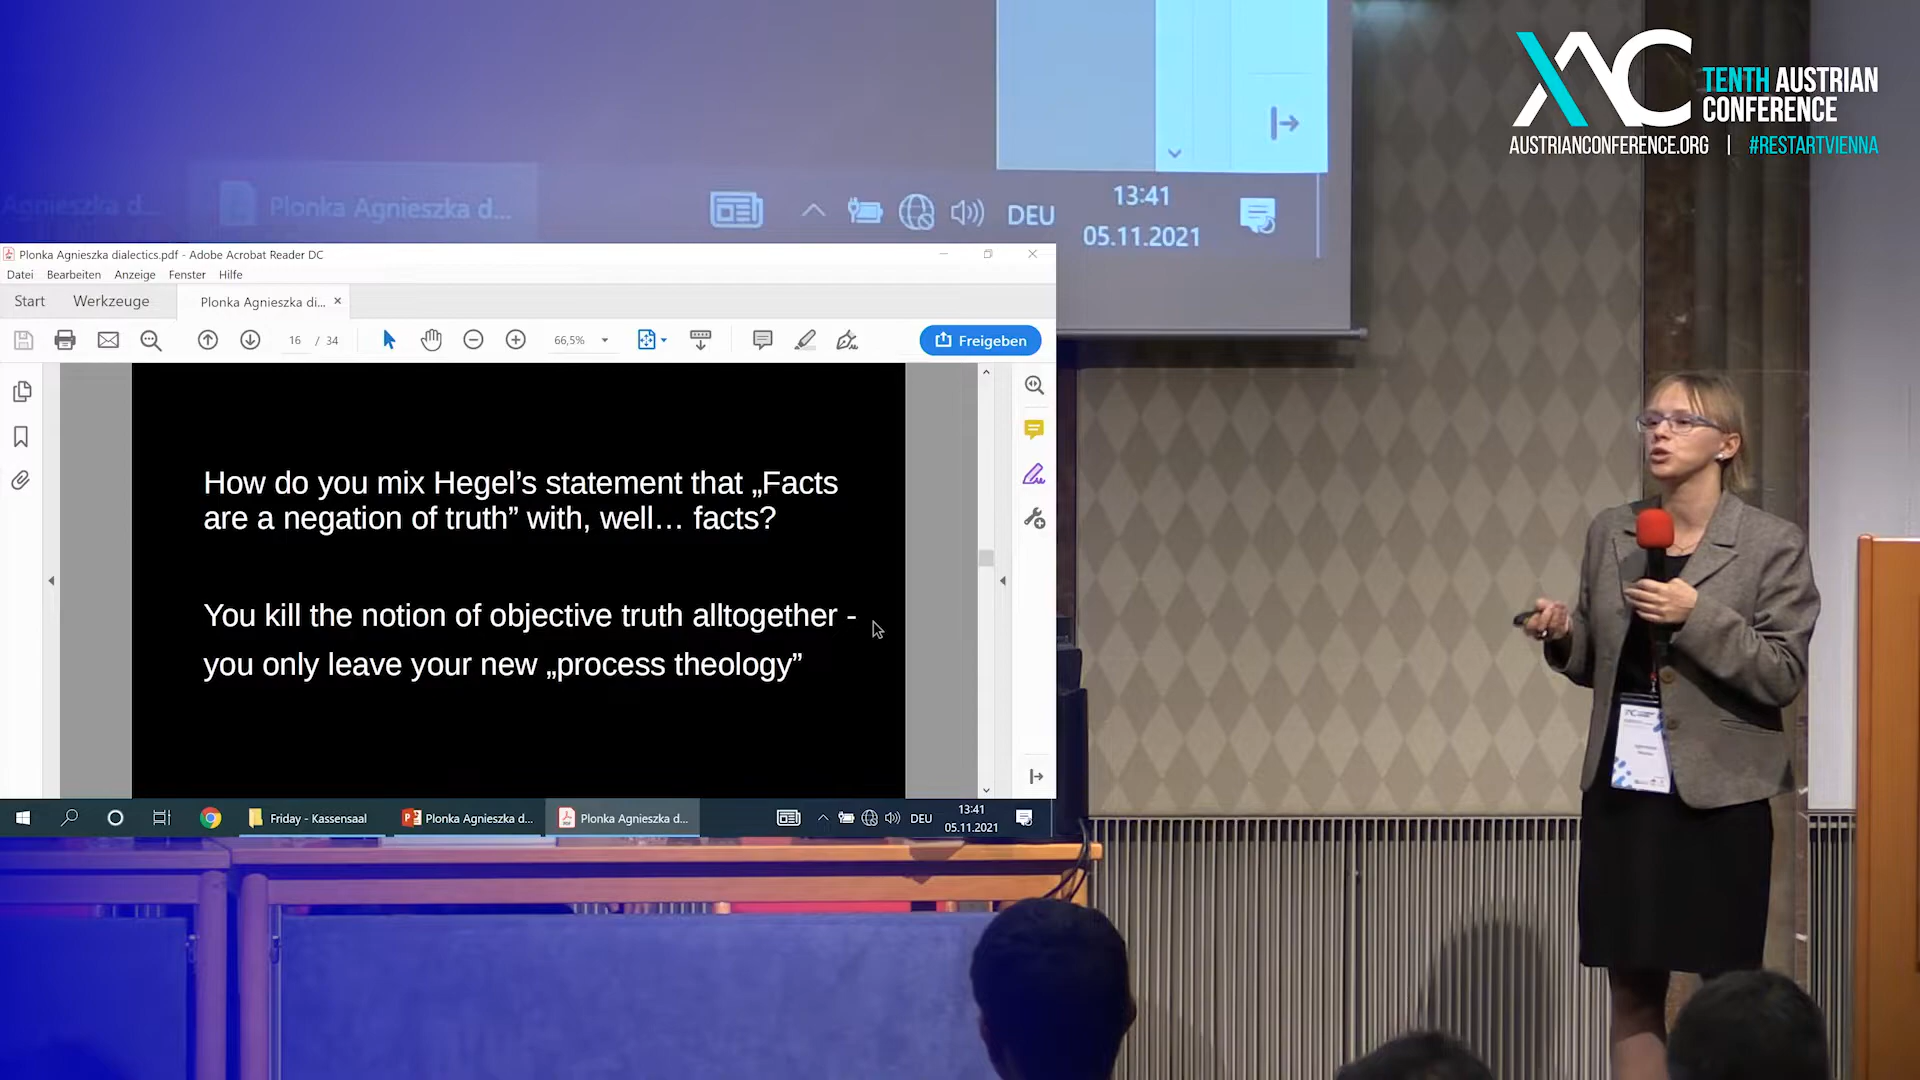 XAC
TENTH AUSTRIAN
CONFERENCE
AUSTRIANCONFERENCE.ORG | #RESTARTVIENNA
Agnieszka d...
Plonka Agnieszka d...
DEU
13:41
05.11.2021
Plonka Agnieszka dialectics.pdf - Adobe Acrobat Reader DC
Datei Bearbeiten Anzeige Fenster Hilfe
Start Werkzeuge Plonka Agnieszka di... ×
16 / 34 66,5% Freigeben
How do you mix Hegel’s statement that „Facts
are a negation of truth” with, well… facts?
You kill the notion of objective truth alltogether -
you only leave your new „process theology”
Friday - Kassensaal Plonka Agnieszka d... Plonka Agnieszka d... DEU
13:41
05.11.2021